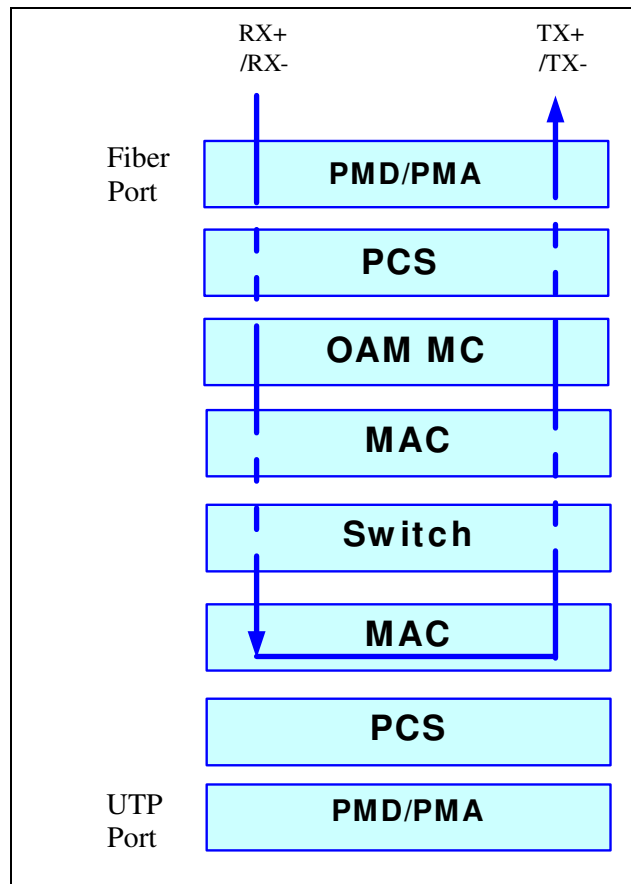 RX+
/RX-
TX+
/TX-
Fiber
Port
PMD/PMA
PCS
OAM MC
MAC
Switch
MAC
PCS
UTP
Port
PMD/PMA